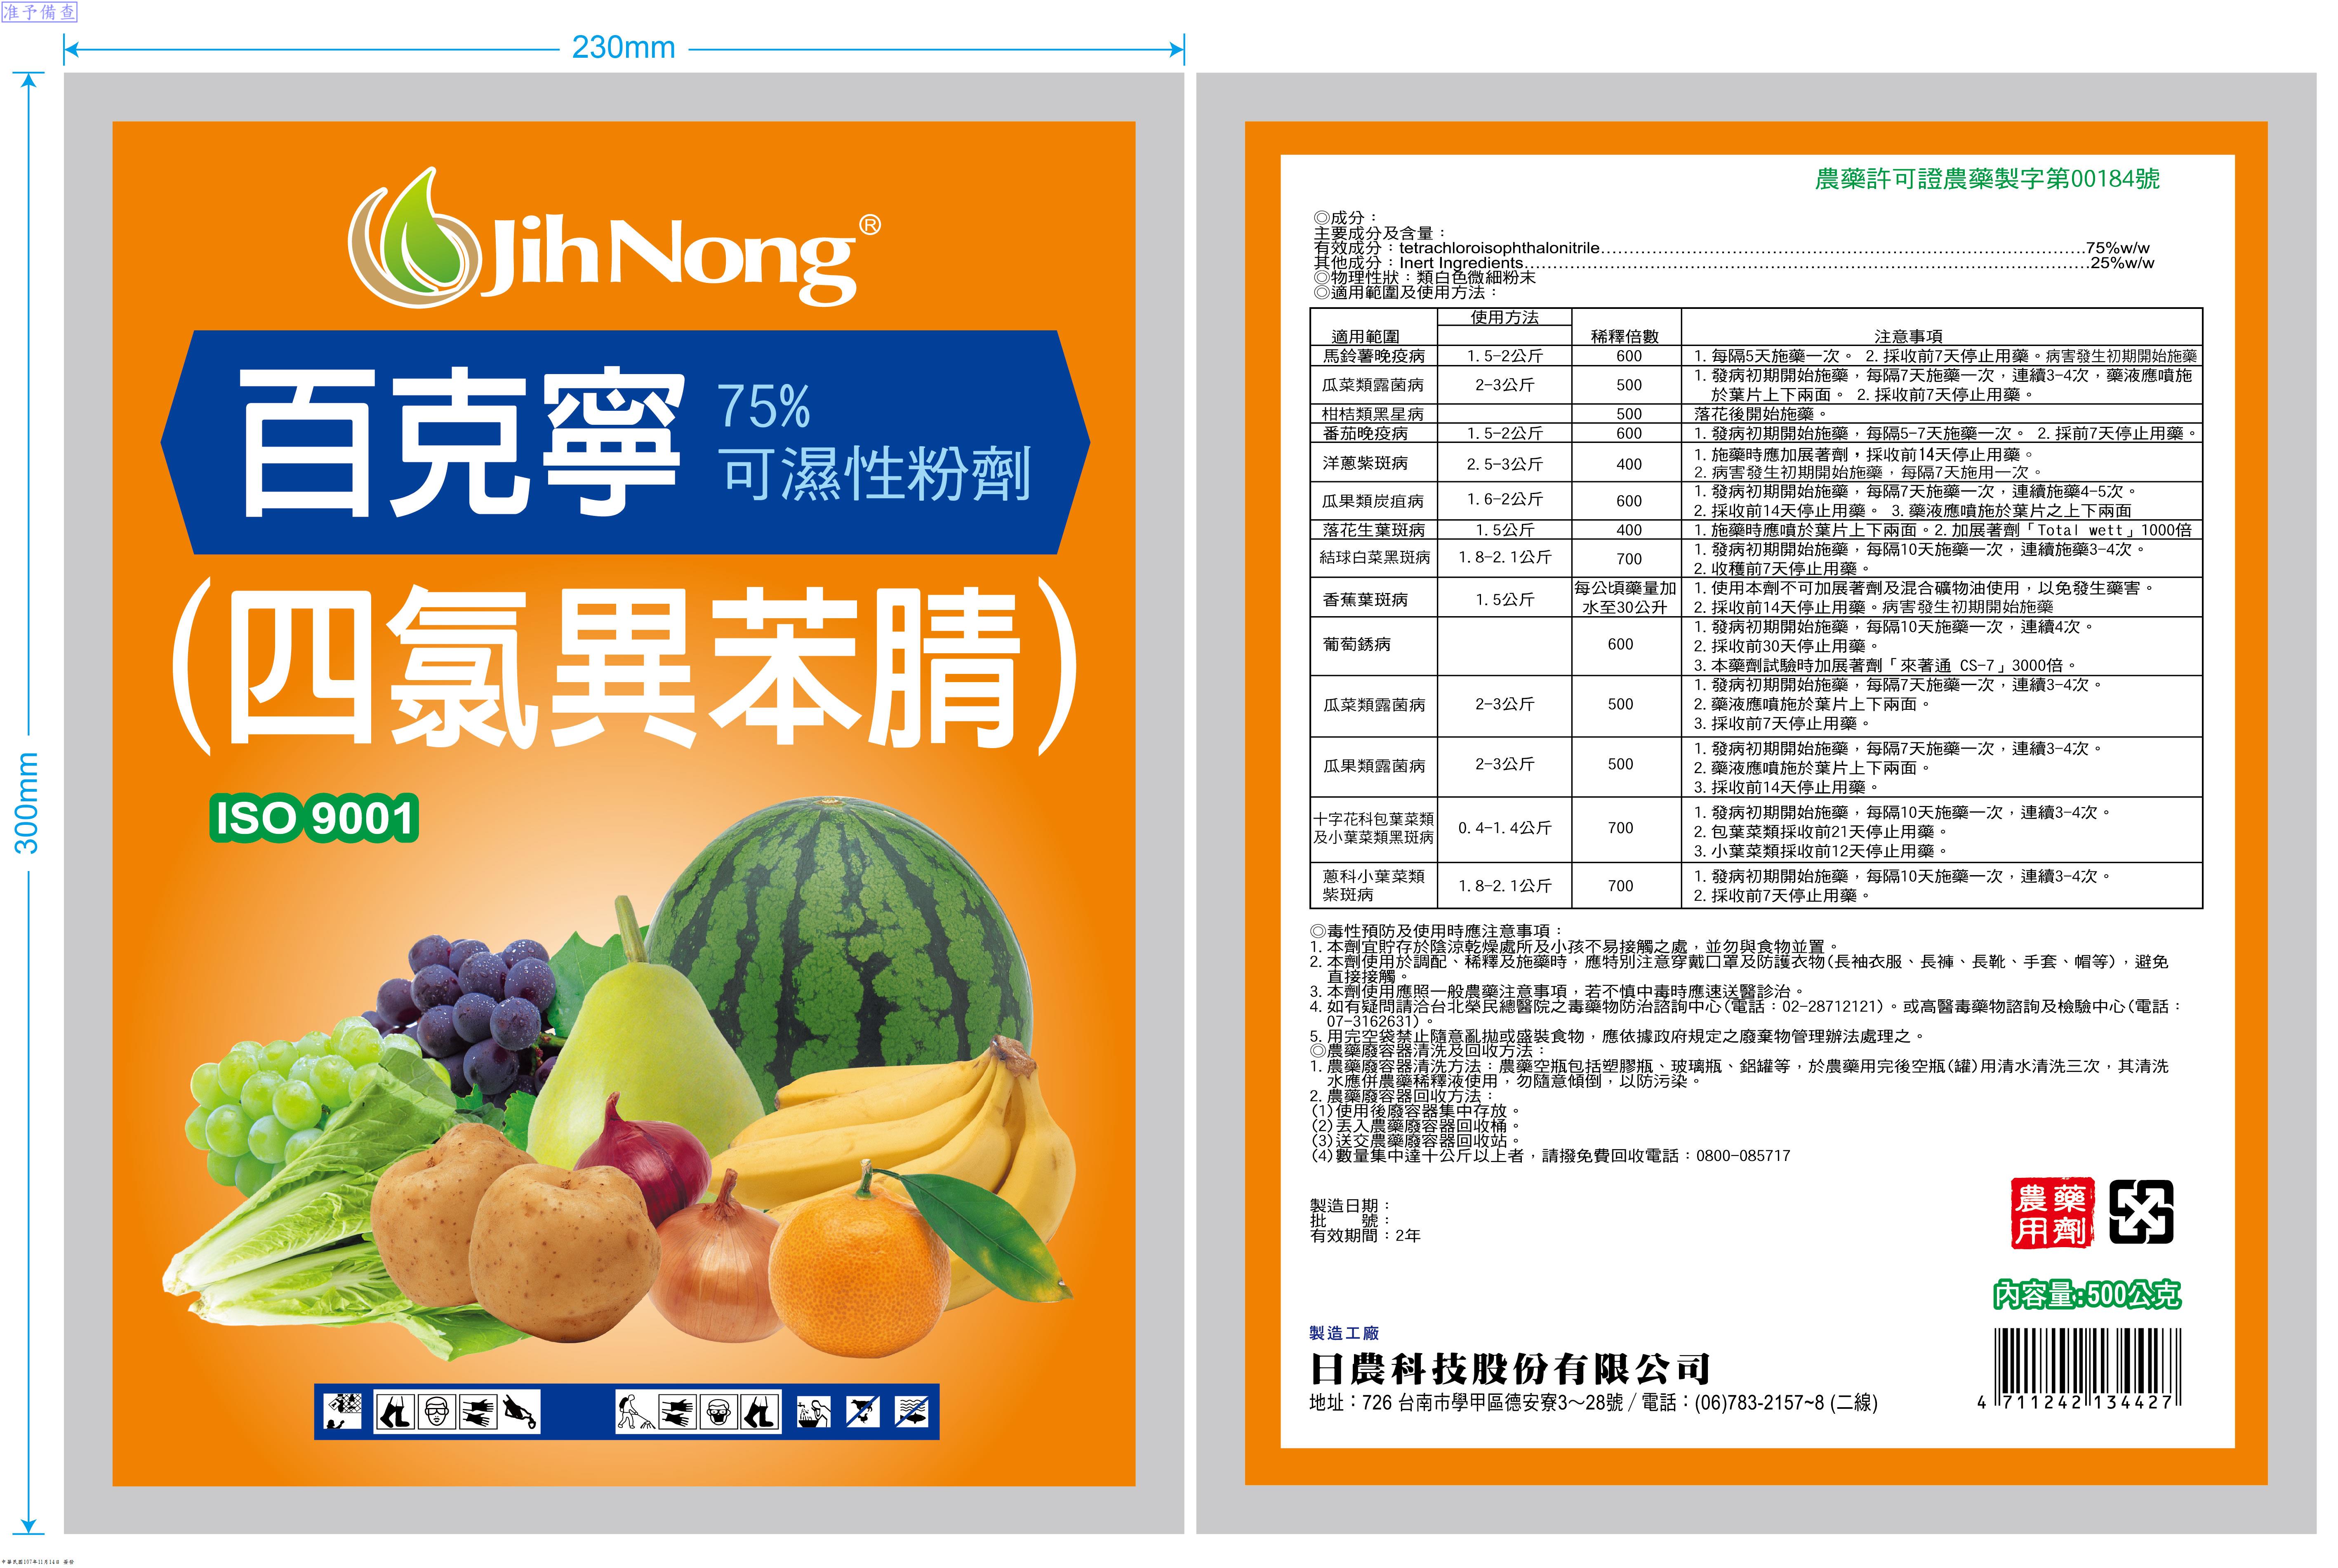 准予備查
230mm
300mm
JihNong®
百克寧
75%
可濕性粉劑
(四氯異苯腈)
ISO 9001
農藥許可證農藥製字第00184號
◎成分：
主要成分及含量：
有效成分：tetrachloroisophthalonitrile.....75%w/w
其他成分：Inert Ingredients.....25%w/w
◎物理性狀：類白色微細粉末
◎適用範圍及使用方法：
適用範圍 使用方法 稀釋倍數 注意事項
馬鈴薯晚疫病 1.5-2公斤 600 1.每隔5天施藥一次。 2.採收前7天停止用藥。病害發生初期開始施藥
瓜菜類露菌病 2-3公斤 500 1.發病初期開始施藥，每隔7天施藥一次，連續3-4次，藥液應噴施
於葉片上下兩面。 2.採收前7天停止用藥。
柑桔類黑星病 500 落花後開始施藥。
番茄晚疫病 1.5-2公斤 600 1.發病初期開始施藥，每隔5-7天施藥一次。 2.採前7天停止用藥。
洋蔥紫斑病 2.5-3公斤 400 1.施藥時應加展著劑，採收前14天停止用藥。
2.病害發生初期開始施藥，每隔7天施用一次。
瓜果類炭疽病 1.6-2公斤 600 1.發病初期開始施藥，每隔7天施藥一次，連續施藥4-5次。
2.採收前14天停止用藥。 3.藥液應噴施於葉片之上下兩面
落花生葉斑病 1.5公斤 400 1.施藥時應噴於葉片上下兩面。2.加展著劑「Total wett」1000倍
結球白菜黑斑病 1.8-2.1公斤 700 1.發病初期開始施藥，每隔10天施藥一次，連續施藥3-4次。
2.收穫前7天停止用藥。
香蕉葉斑病 1.5公斤 每公頃藥量加 1.使用本劑不可加展著劑及混合礦物油使用，以免發生藥害。
水至30公升 2.採收前14天停止用藥。病害發生初期開始施藥
葡萄銹病 600 1.發病初期開始施藥，每隔10天施藥一次，連續4次。
2.採收前30天停止用藥。
3.本藥劑試驗時加展著劑「來著通 CS-7」3000倍。
瓜菜類露菌病 2-3公斤 500 1.發病初期開始施藥，每隔7天施藥一次，連續3-4次。
2.藥液應噴施於葉片上下兩面。
3.採收前7天停止用藥。
瓜果類露菌病 2-3公斤 500 1.發病初期開始施藥，每隔7天施藥一次，連續3-4次。
2.藥液應噴施於葉片上下兩面。
3.採收前14天停止用藥。
十字花科包葉菜類
及小葉菜類黑斑病 0.4-1.4公斤 700 1.發病初期開始施藥，每隔10天施藥一次，連續3-4次。
2.包葉菜類採收前21天停止用藥。
3.小葉菜類採收前12天停止用藥。
蔥科小葉菜類
紫斑病 1.8-2.1公斤 700 1.發病初期開始施藥，每隔10天施藥一次，連續3-4次。
2.採收前7天停止用藥。
◎毒性預防及使用時應注意事項：
1.本劑宜貯存於陰涼乾燥處所及小孩不易接觸之處，並勿與食物並置。
2.本劑使用於調配、稀釋及施藥時，應特別注意穿戴口罩及防護衣物(長袖衣服、長褲、長靴、手套、帽等)，避免
直接接觸。
3.本劑使用應照一般農藥注意事項，若不慎中毒時應速送醫診治。
4.如有疑問請洽台北榮民總醫院之毒藥物防治諮詢中心(電話：02-28712121)。或高醫毒藥物諮詢及檢驗中心(電話：
07-3162631)。
5.用完空袋禁止隨意亂拋或盛裝食物，應依據政府規定之廢棄物管理辦法處理之。
◎農藥廢容器清洗及回收方法：
1.農藥廢容器清洗方法：農藥空瓶包括塑膠瓶、玻璃瓶、鋁罐等，於農藥用完後空瓶(罐)用清水清洗三次，其清洗
水應併農藥稀釋液使用，勿隨意傾倒，以防污染。
2.農藥廢容器回收方法：
(1)使用後廢容器集中存放。
(2)丟入農藥廢容器回收桶。
(3)送交農藥廢容器回收站。
(4)數量集中達十公斤以上者，請撥免費回收電話：0800-085717
製造日期：
批　　號：
有效期間：2年
農藥
用劑
內容量:500公克
製造工廠
日農科技股份有限公司
地址：726 台南市學甲區德安寮3～28號 / 電話：(06)783-2157~8 (二線)
4 711242 134427